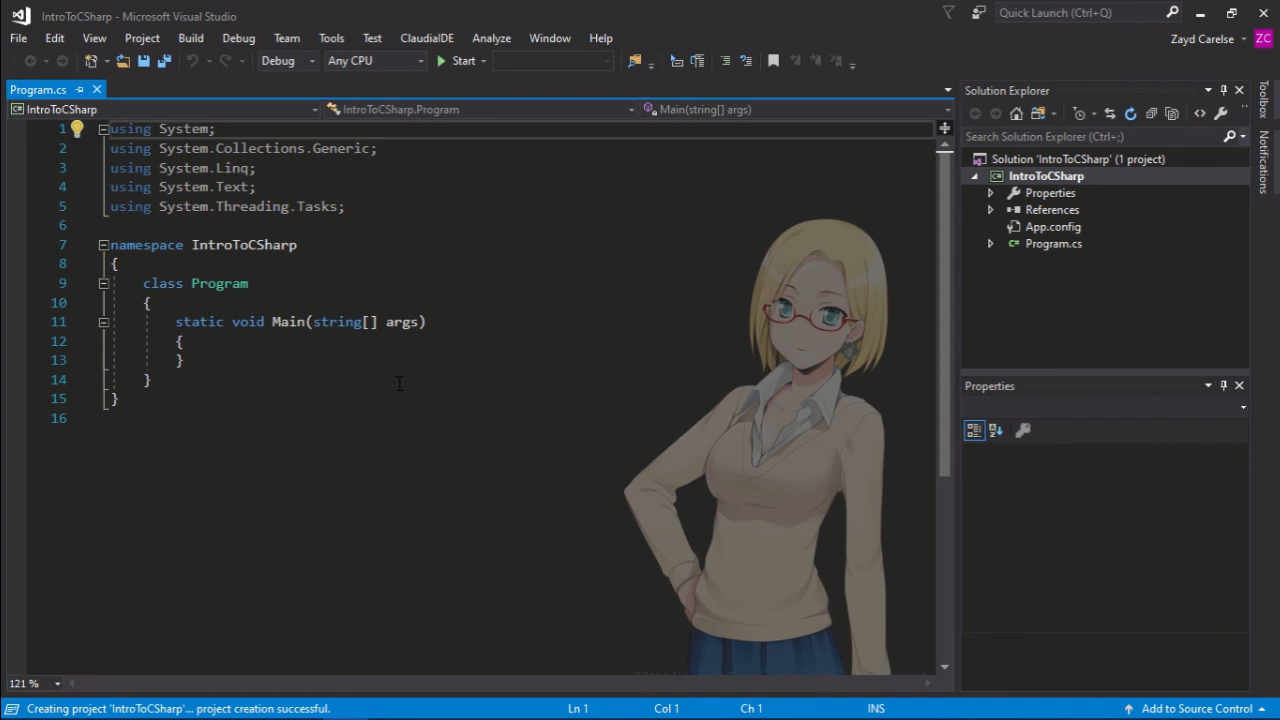 IntroToCSharp - Microsoft Visual Studio
Quick Launch (Ctrl+Q)
File Edit View Project Build Debug Team Tools Test ClaudiaIDE Analyze Window Help
Zayd Carelse ZC
Debug Any CPU Start
Program.cs
IntroToCSharp IntroToCSharp.Program Main(string[] args)
1 using System;
2 using System.Collections.Generic;
3 using System.Linq;
4 using System.Text;
5 using System.Threading.Tasks;
6
7 namespace IntroToCSharp
8 {
9 class Program
10 {
11 static void Main(string[] args)
12 {
13 }
14 }
15 }
16
121 %
Solution Explorer
Search Solution Explorer (Ctrl+;)
Solution 'IntroToCSharp' (1 project)
IntroToCSharp
Properties
References
App.config
Program.cs
Properties
Toolbox
Notifications
Creating project 'IntroToCSharp'... project creation successful. Ln 1 Col 1 Ch 1 INS Add to Source Control